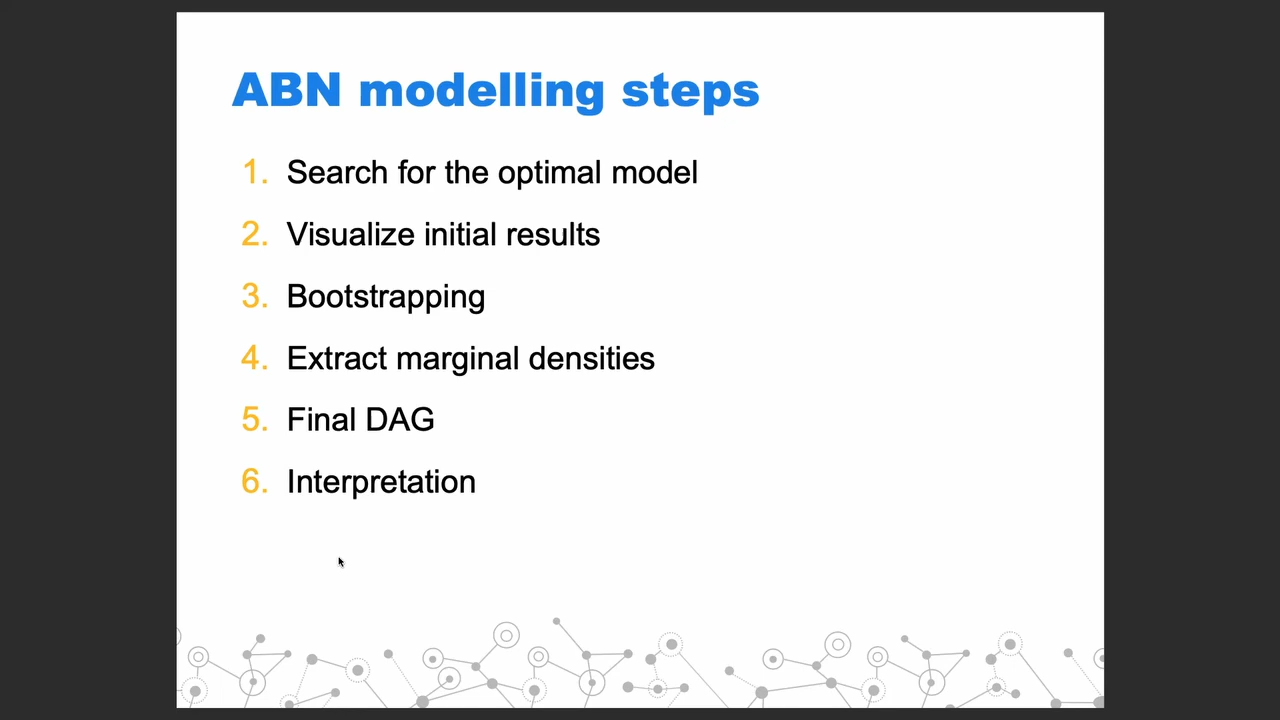 ABN modelling steps
1. Search for the optimal model
2. Visualize initial results
3. Bootstrapping
4. Extract marginal densities
5. Final DAG
6. Interpretation